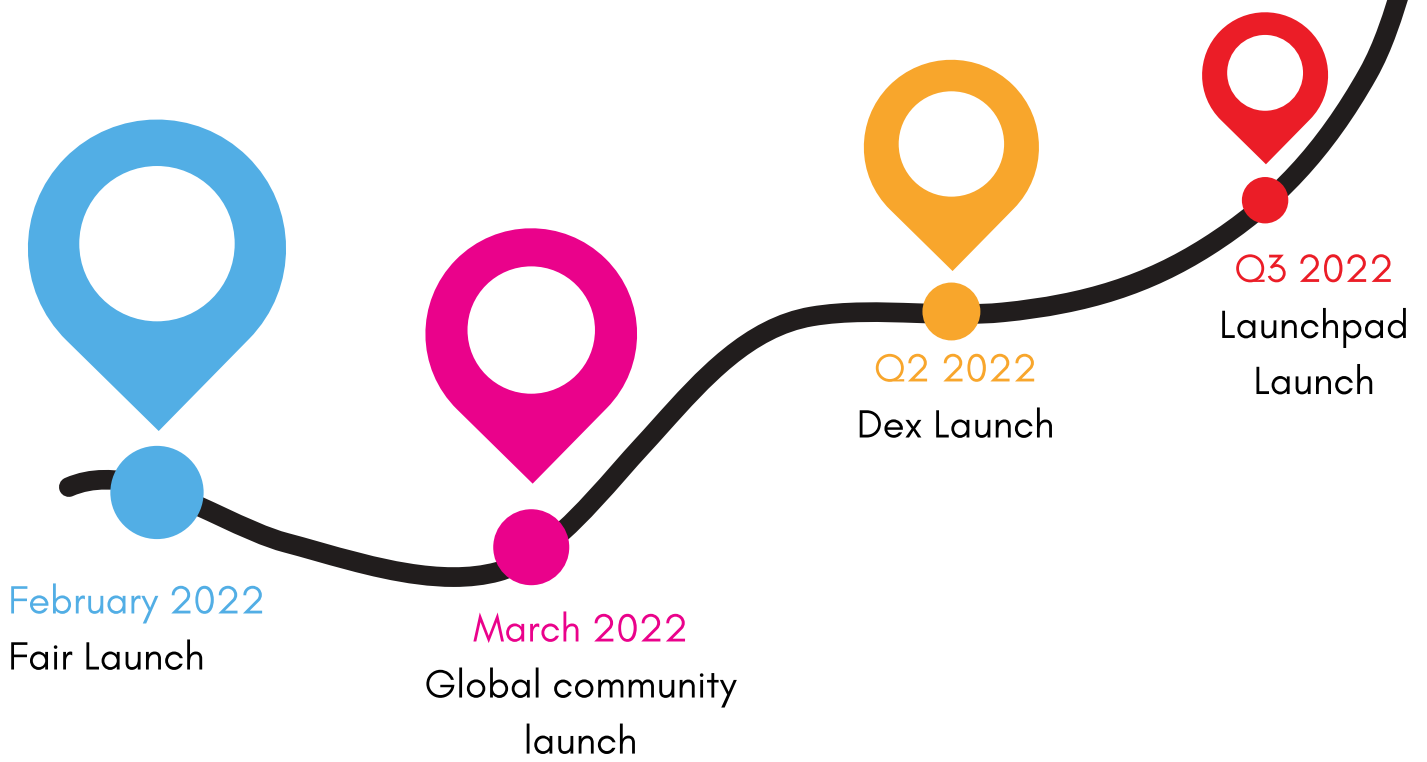 February 2022
Fair Launch
March 2022
Global community
launch
Q2 2022
Dex Launch
Q3 2022
Launchpad
Launch